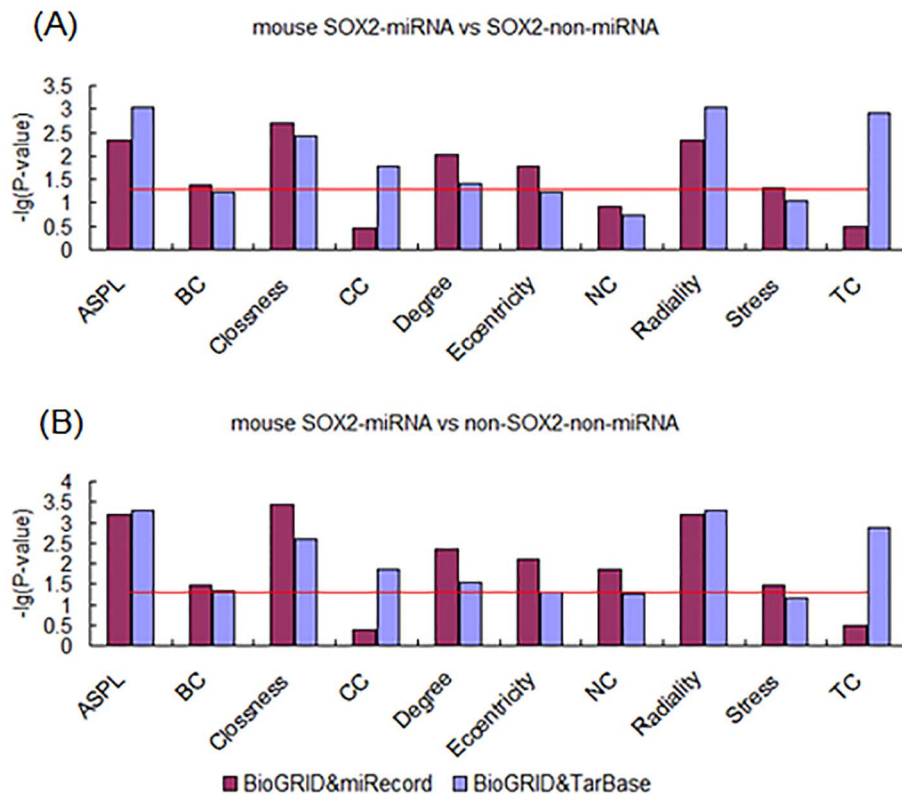 (A)
mouse SOX2-miRNA vs SOX2-non-miRNA
-lg(P-value)
3.5
3
2.5
2
1.5
1
0.5
0
ASPL
BC
Clossness
CC
Degree
Eccentricity
NC
Radiality
Stress
TC
(B)
mouse SOX2-miRNA vs non-SOX2-non-miRNA
-lg(P-value)
4
3.5
3
2.5
2
1.5
1
0.5
0
ASPL
BC
Clossness
CC
Degree
Eccentricity
NC
Radiality
Stress
TC
BioGRID&miRecord
BioGRID&TarBase